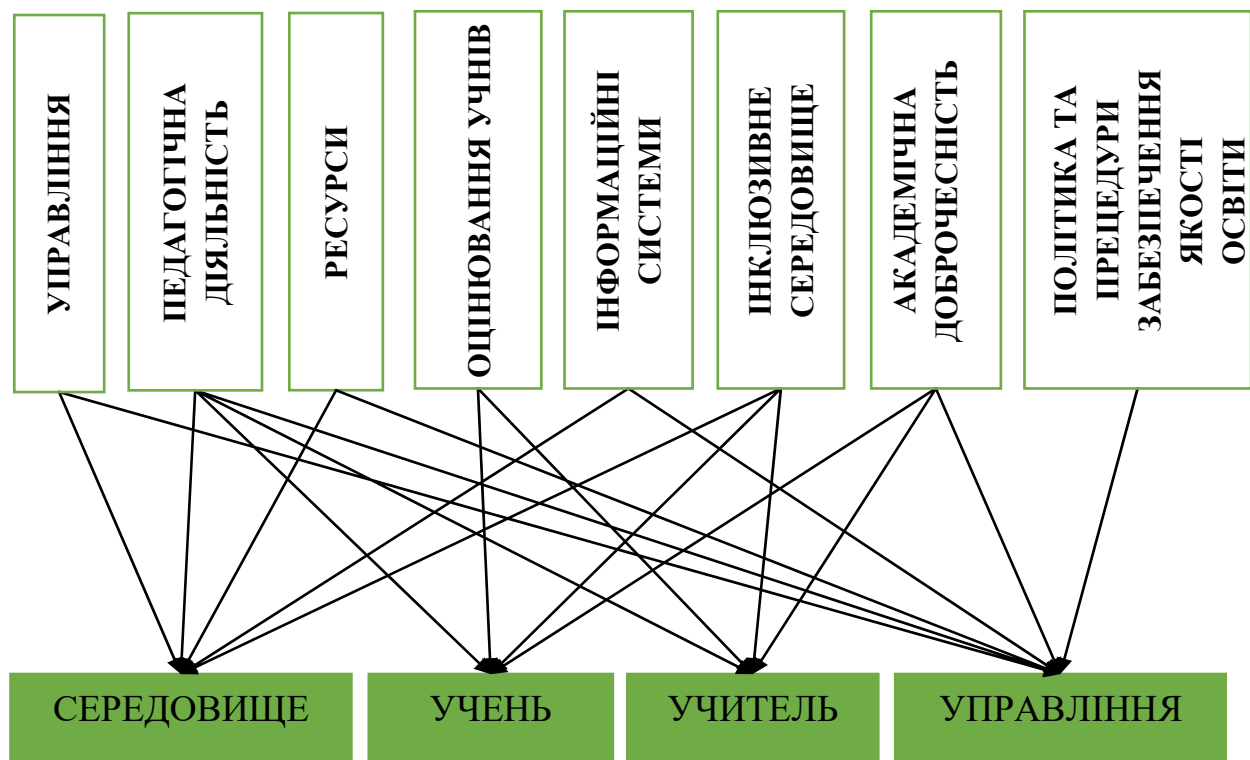 УПРАВЛІННЯ
ПЕДАГОГІЧНА
ДІЯЛЬНІСТЬ
РЕСУРСИ
ОЦІНЮВАННЯ УЧНІВ
ІНФОРМАЦІЙНІ
СИСТЕМИ
ІНКЛЮЗИВНЕ
СЕРЕДОВИЩЕ
АКАДЕМІЧНА
ДОБРОЧЕСНІСТЬ
ПОЛІТИКА ТА
ПРЕЦЕДУРИ
ЗАБЕЗПЕЧЕННЯ
ЯКОСТІ
ОСВІТИ
СЕРЕДОВИЩЕ
УЧЕНЬ
УЧИТЕЛЬ
УПРАВЛІННЯ